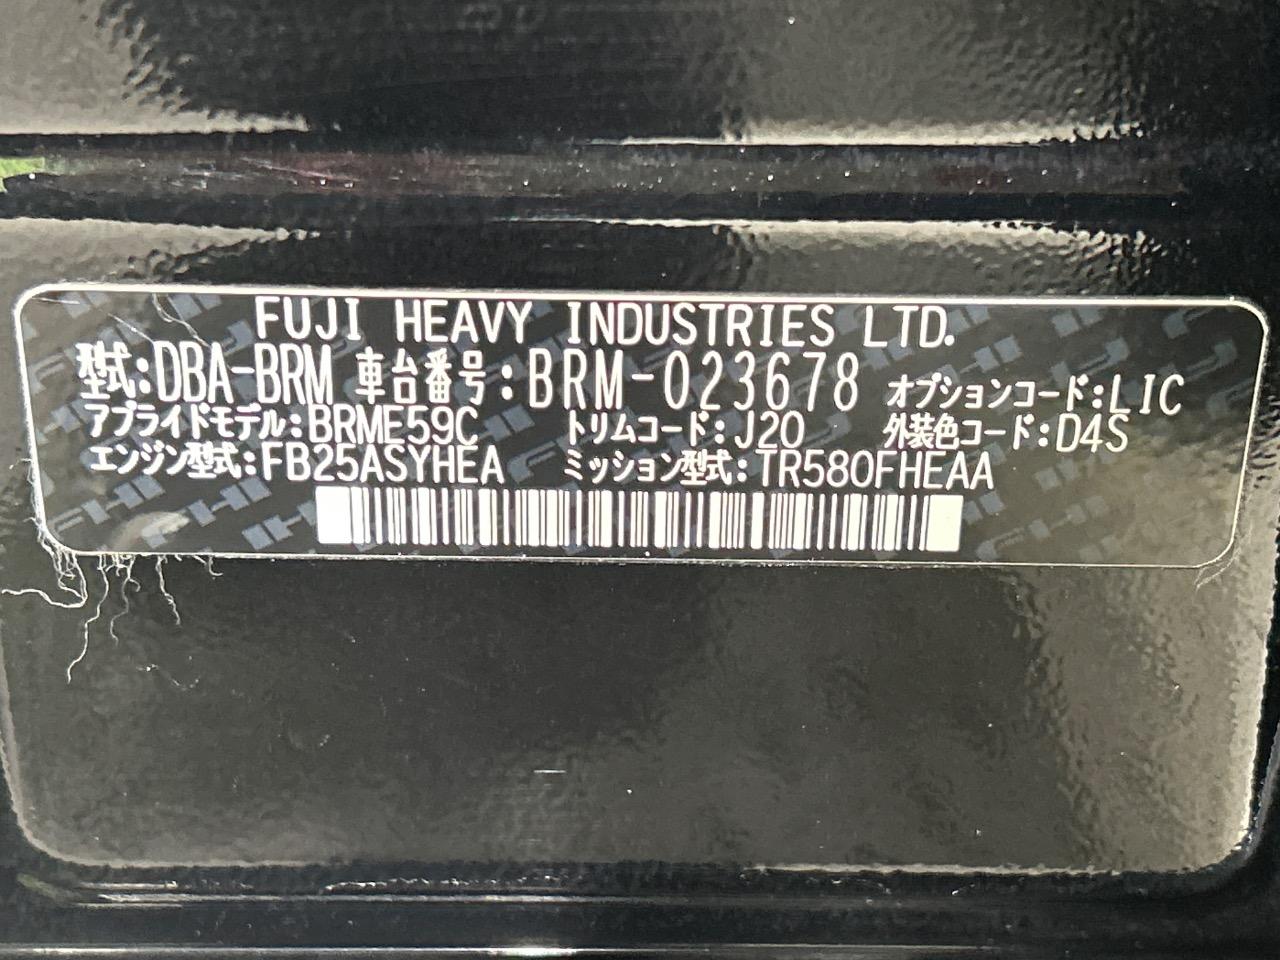 FUJI HEAVY INDUSTRIES LTD.
型式:DBA-BRM 車台番号:BRM-023678 オプションコード:LIC
アプライドモデル:BRME59C トリムコード:J20 外装色コード:D4S
エンジン型式:FB25ASYHEA ミッション型式:TR580FHEAA